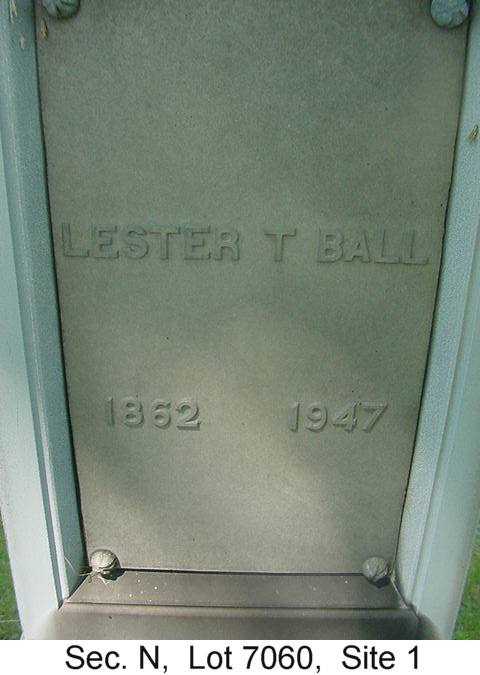 LESTER T BALL
1862 1947
Sec. N, Lot 7060, Site 1